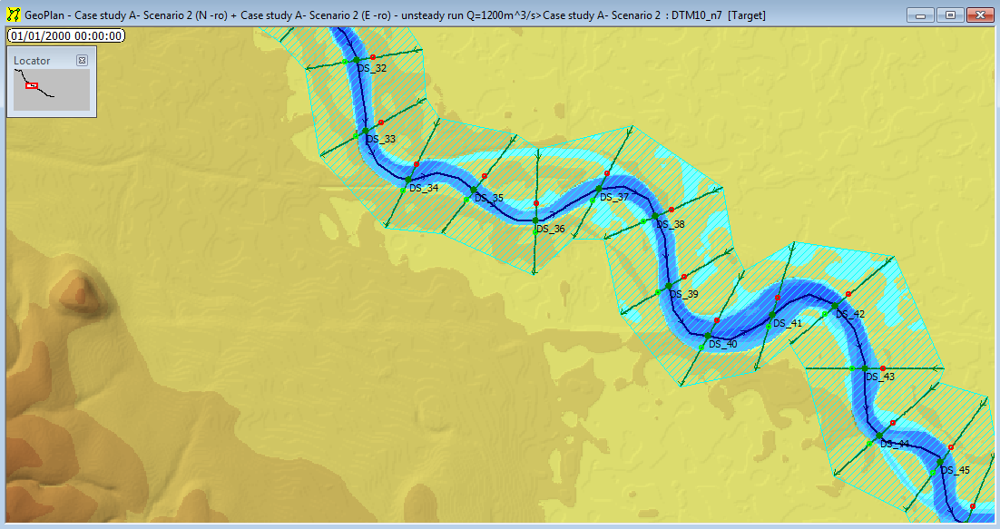 GeoPlan - Case study A- Scenario 2 (N -ro) + Case study A- Scenario 2 (E -ro) - unsteady run Q=1200m^3/s>Case study A- Scenario 2 : DTM10_n7 [Target]
01/01/2000 00:00:00
Locator
DS_32
DS_33
DS_34
DS_35
DS_36
DS_37
DS_38
DS_39
DS_40
DS_41
DS_42
DS_43
DS_44
DS_45